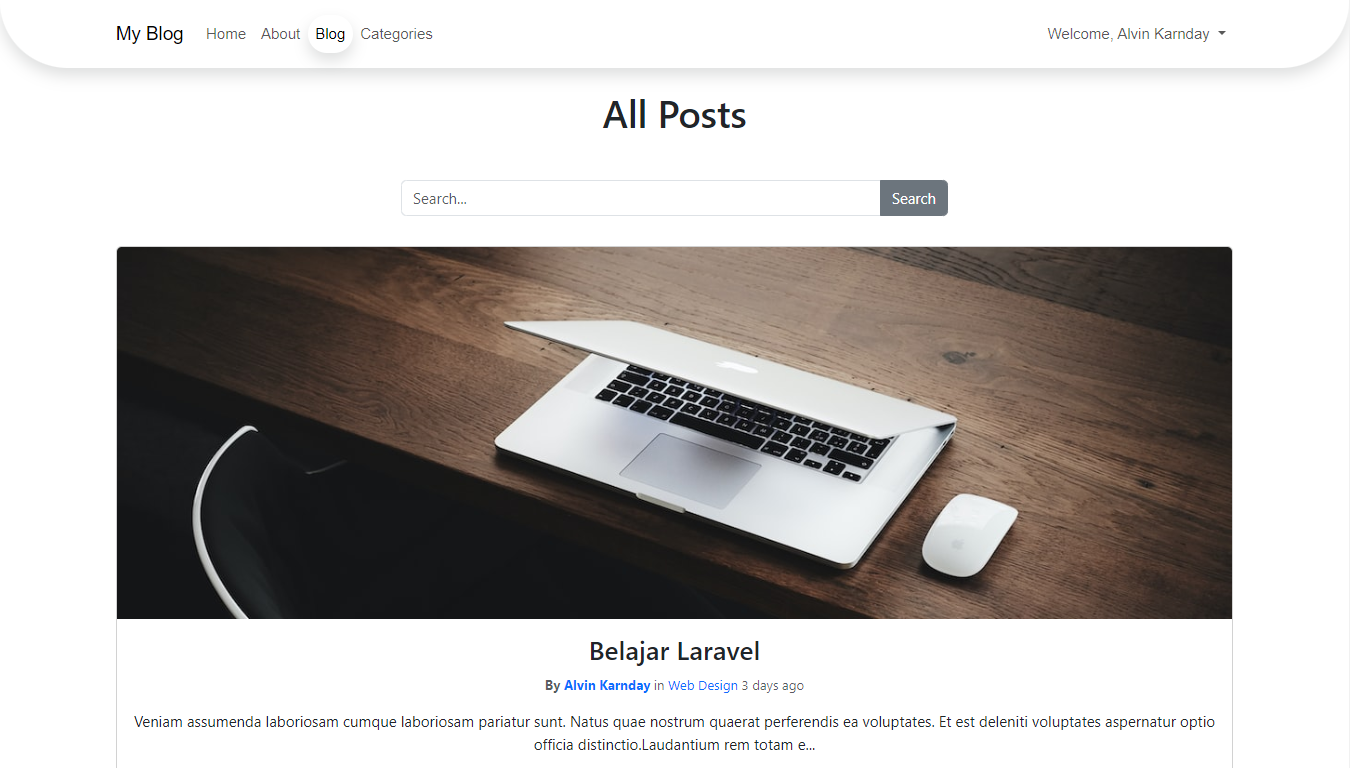 My Blog Home About Blog Categories Welcome, Alvin Karnday
All Posts
Search... Search
Belajar Laravel
By Alvin Karnday in Web Design 3 days ago
Veniam assumenda laboriosam cumque laboriosam pariatur sunt. Natus quae nostrum quaerat perferendis ea voluptates. Et est deleniti voluptates aspernatur optio
officia distinctio.Laudantium rem totam e...